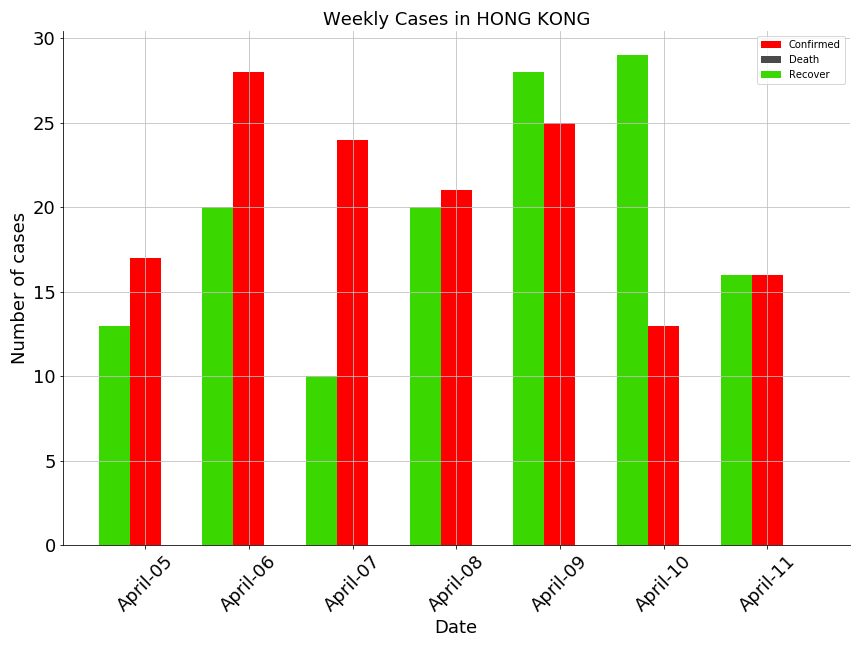 Weekly Cases in HONG KONG
Confirmed
Death
Recover
Number of cases
30
25
20
15
10
5
0
April-05
April-06
April-07
April-08
April-09
April-10
April-11
Date